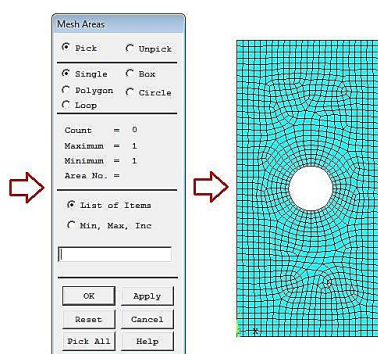 Mesh Areas
Pick Unpick
Single Box
Polygon Circle
Loop
Count = 0
Maximum = 1
Minimum = 1
Area No. =
List of Items
Min, Max, Inc
OK Apply
Reset Cancel
Pick All Help
X